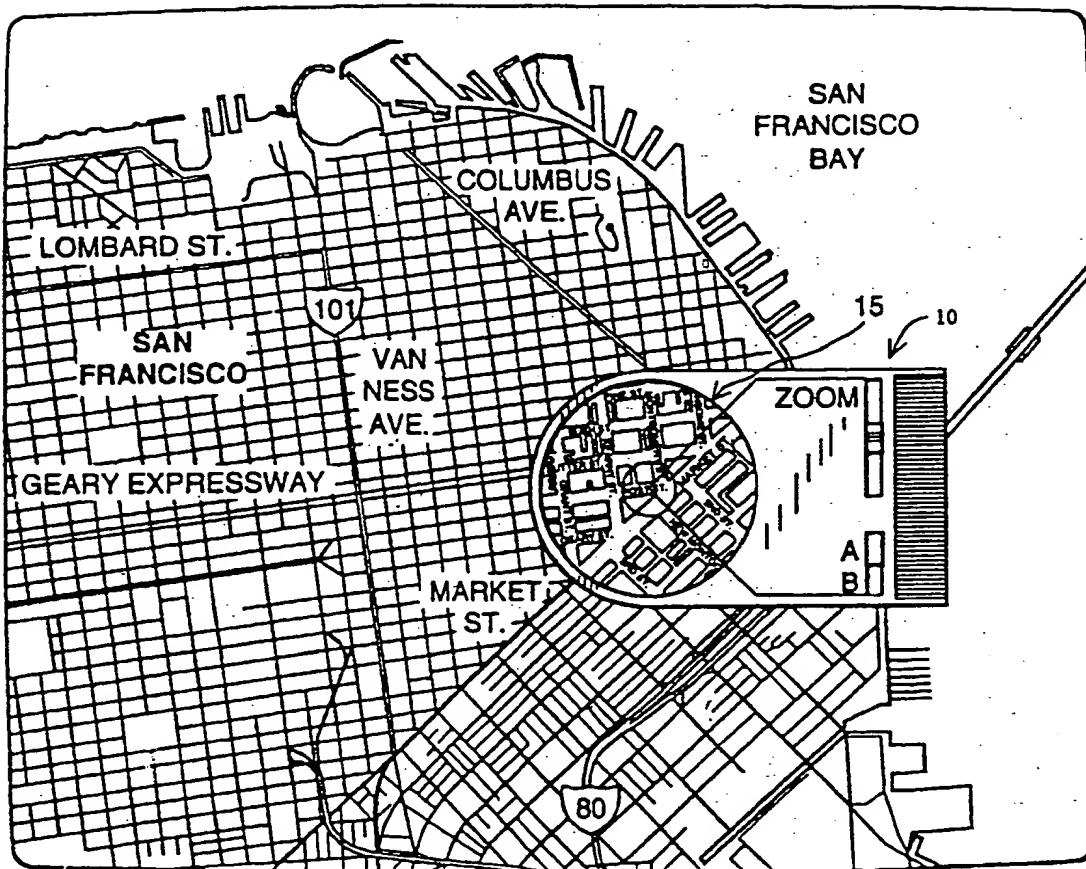 SAN
FRANCISCO
BAY
COLUMBUS
AVE.
LOMBARD ST.
101
15
10
SAN
FRANCISCO
VAN
NESS
AVE.
ZOOM
GEARY EXPRESSWAY
A
B
MARKET
ST.
80